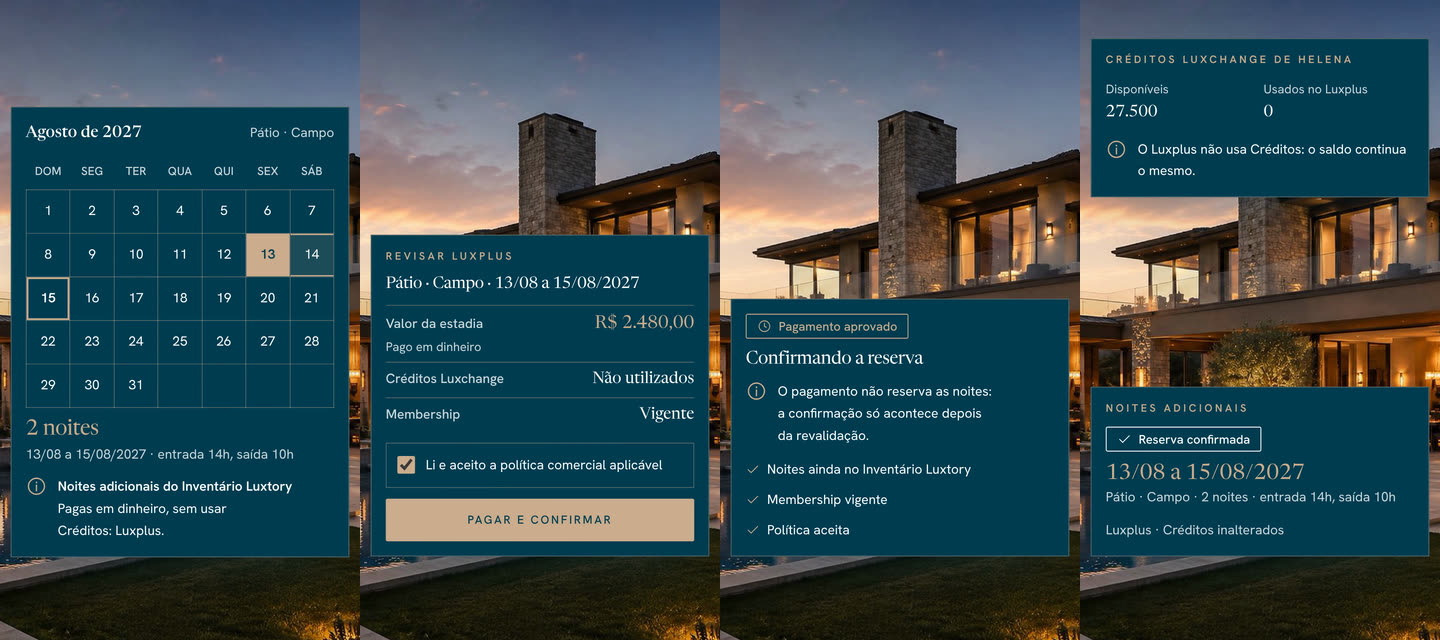 Agosto de 2027
Pátio · Campo
DOM SEG TER QUA QUI SEX SÁB
1 2 3 4 5 6 7
8 9 10 11 12 13 14
15 16 17 18 19 20 21
22 23 24 25 26 27 28
29 30 31
2 noites
13/08 a 15/08/2027 · entrada 14h, saída 10h
Noites adicionais do Inventário Luxtory
Pagas em dinheiro, sem usar
Créditos: Luxplus.
REVISAR LUXPLUS
Pátio · Campo · 13/08 a 15/08/2027
Valor da estadia R$ 2.480,00
Pago em dinheiro
Créditos Luxchange Não utilizados
Membership Vigente
Li e aceito a política comercial aplicável
PAGAR E CONFIRMAR
Pagamento aprovado
Confirmando a reserva
O pagamento não reserva as noites:
a confirmação só acontece depois
da revalidação.
Noites ainda no Inventário Luxtory
Membership vigente
Política aceita
CRÉDITOS LUXCHANGE DE HELENA
Disponíveis Usados no Luxplus
27.500 0
O Luxplus não usa Créditos: o saldo continua
o mesmo.
NOITES ADICIONAIS
Reserva confirmada
13/08 a 15/08/2027
Pátio · Campo · 2 noites · entrada 14h, saída 10h
Luxplus · Créditos inalterados